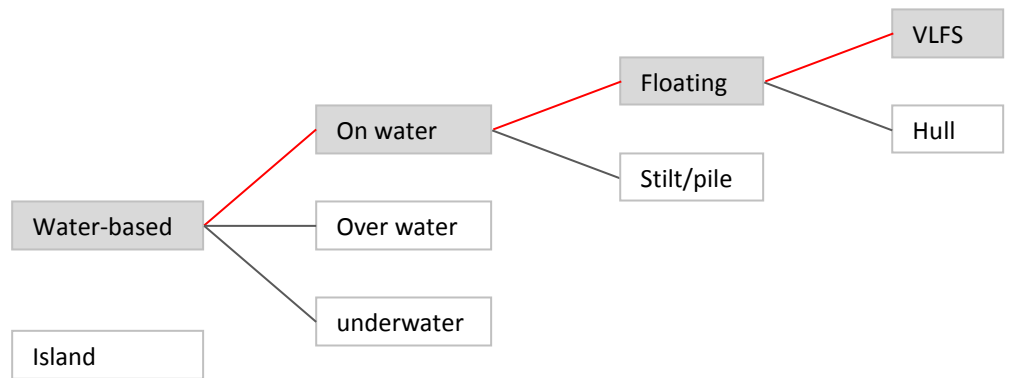 VLFS
Floating
On water
Hull
Stilt/pile
Water-based
Over water
underwater
Island